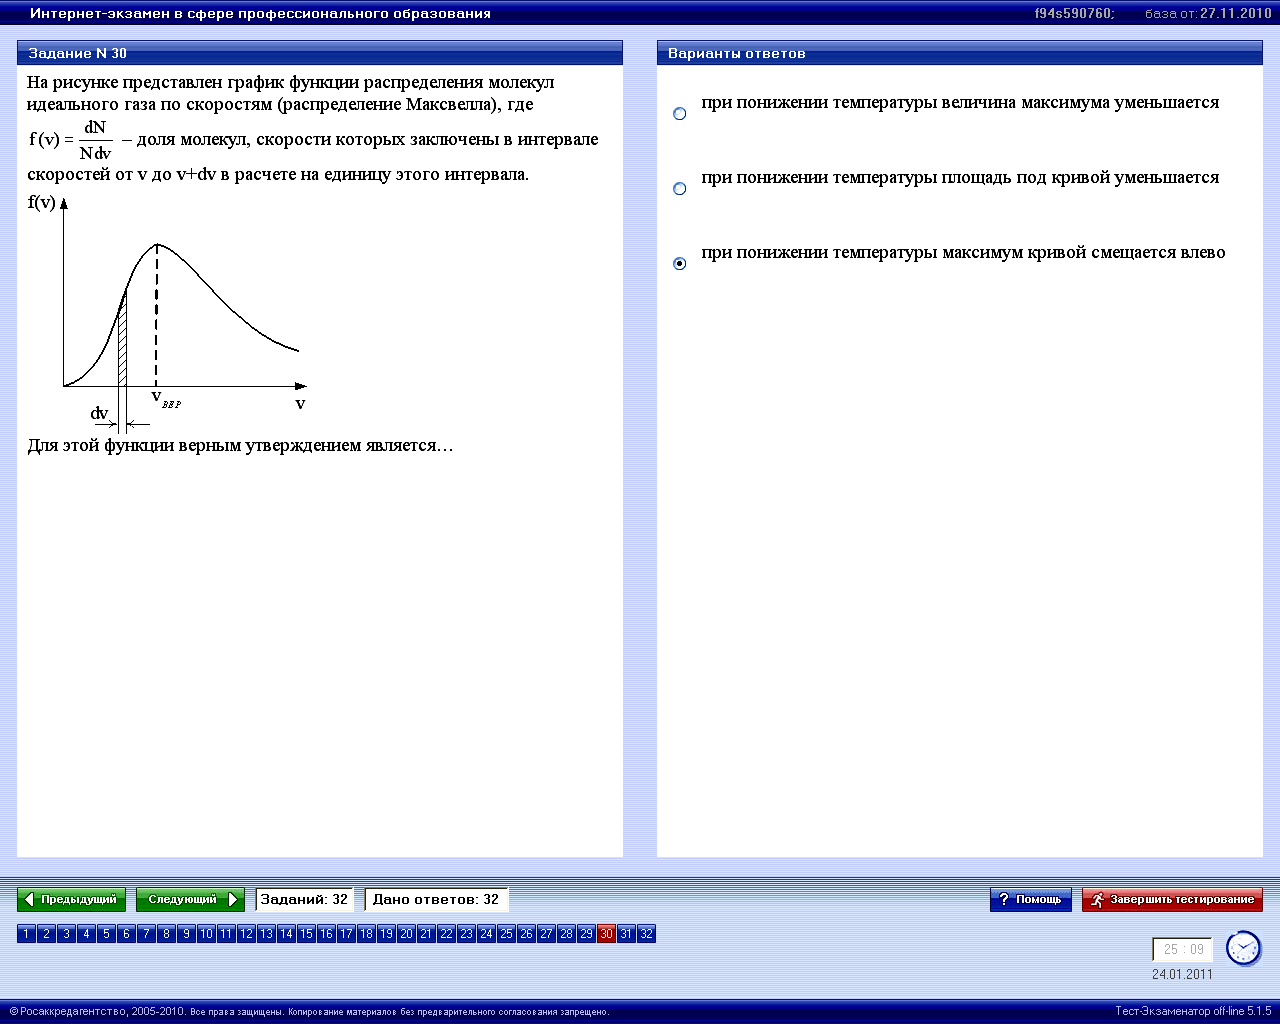 Интернет-экзамен в сфере профессионального образования
f94s590760; база от: 27.11.2010
Задание N 30
На рисунке представлен график функции распределения молекул
идеального газа по скоростям (распределение Максвелла), где
f (v) = dN / Ndv – доля молекул, скорости которых заключены в интервале
скоростей от v до v+dv в расчете на единицу этого интервала.
f(v)
v ВЕР
v
dv
Для этой функции верным утверждением является…
Варианты ответов
при понижении температуры величина максимума уменьшается
при понижении температуры площадь под кривой уменьшается
при понижении температуры максимум кривой смещается влево
Предыдущий Следующий Заданий: 32 Дано ответов: 32 ? Помощь Завершить тестирование
1 2 3 4 5 6 7 8 9 10 11 12 13 14 15 16 17 18 19 20 21 22 23 24 25 26 27 28 29 30 31 32
25 : 09
24.01.2011
© Росаккредагентство, 2005-2010. Все права защищены. Копирование материалов без предварительного согласования запрещено.
Тест-Экзаменатор off-line 5.1.5